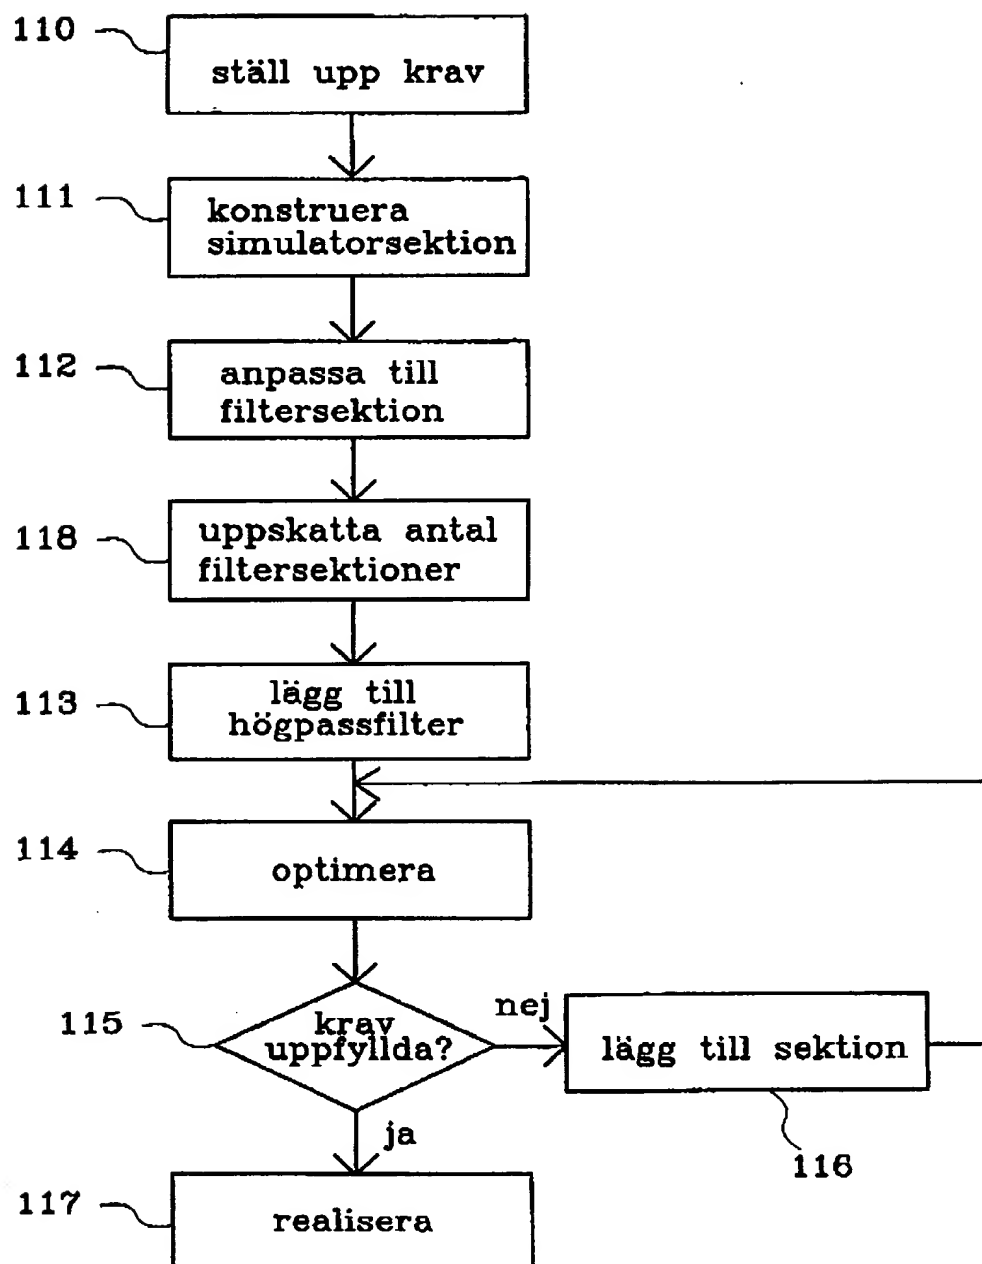 110
ställ upp krav
111
konstruera
simulatorsektion
112
anpassa till
filtersektion
118
uppskatta antal
filtersektioner
113
lägg till
högpassfilter
114
optimera
115
krav
uppfyllda?
nej
lägg till sektion
116
ja
117
realisera